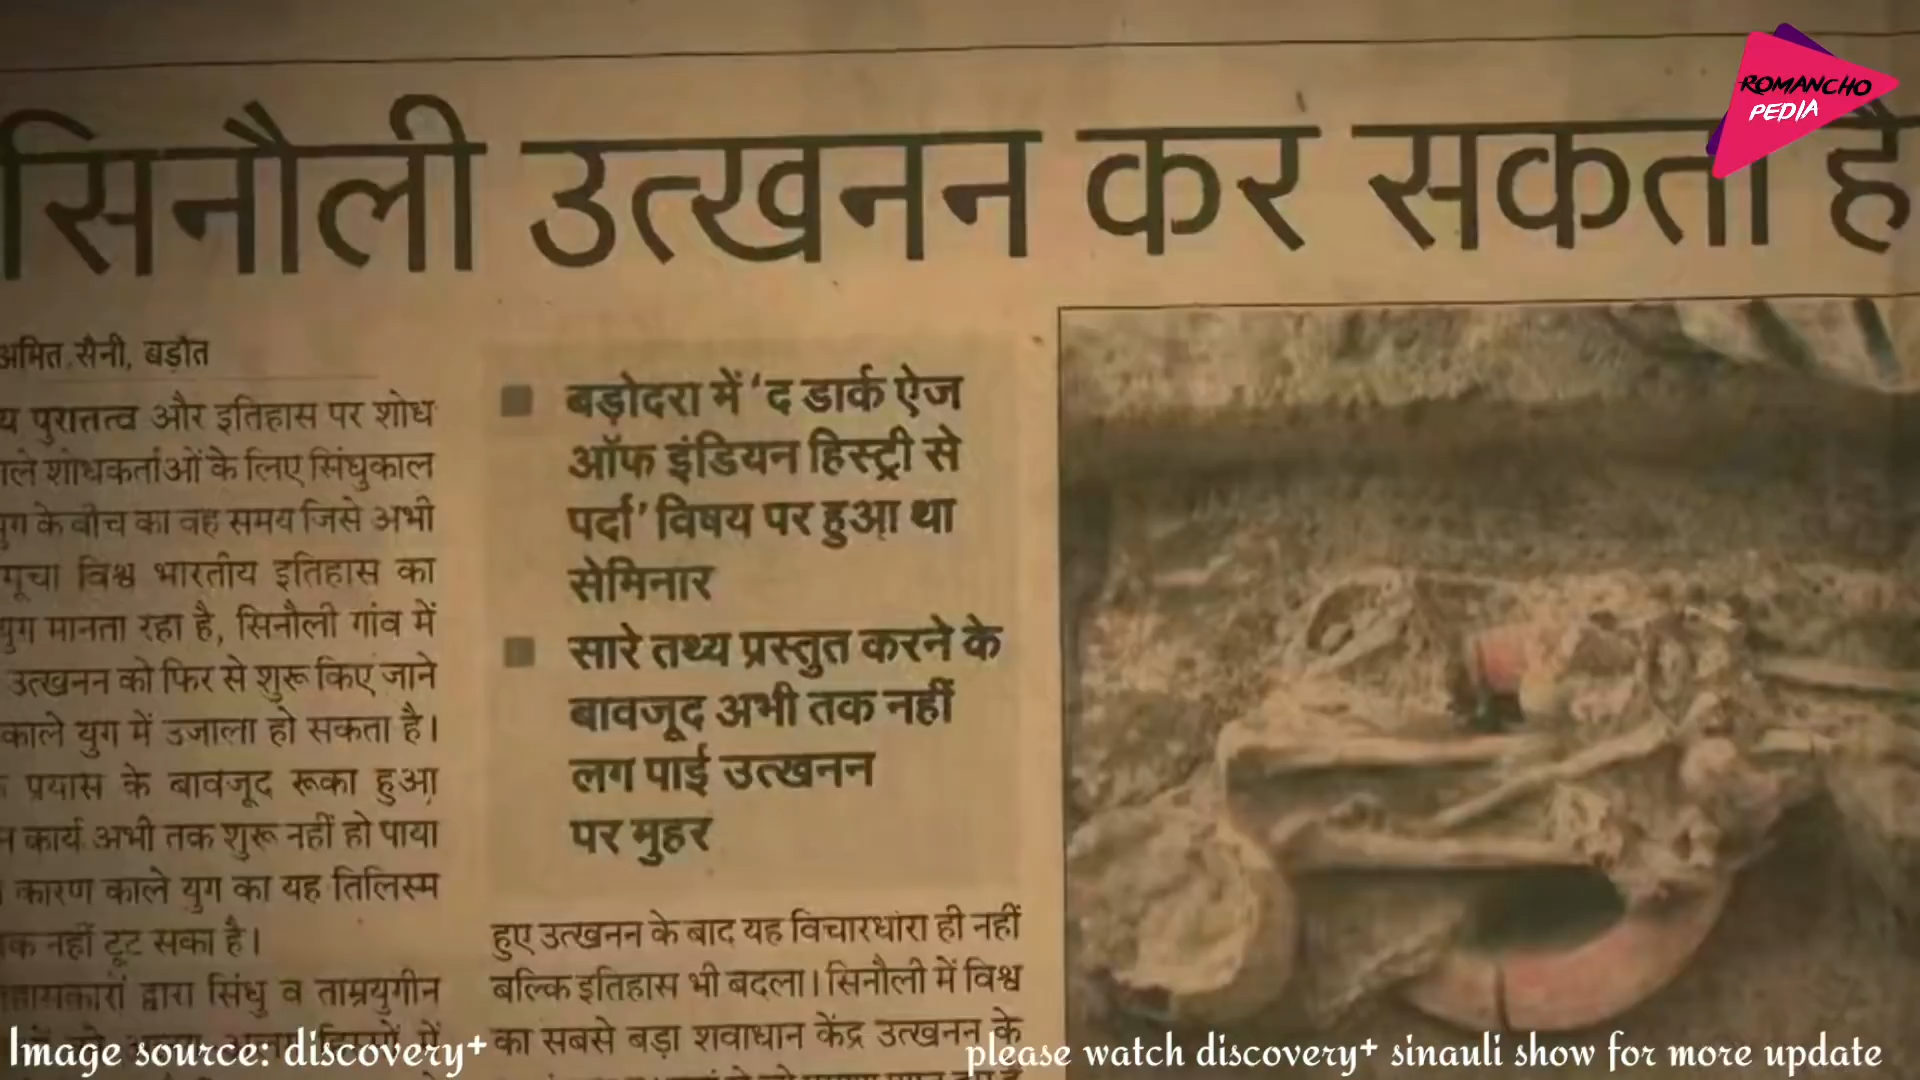 ROMANCHO
PEDIA
सिनौली उत्खनन कर सकता है
अमित सैनी, बड़ौत
य पुरातत्व और इतिहास पर शोध
शोधकर्ताओं के लिए सिंधुकाल
के बीच का वह समय जिसे अभी
विश्व भारतीय इतिहास का
युग मानता रहा है, सिनौली गांव में
उत्खनन को फिर से शुरू किए जाने
काले युग में उजाला हो सकता है।
प्रयास के बावजूद रूका हुआ
कार्य अभी तक शुरू नहीं हो पाया
कारण काले युग का यह तिलिस्म
क नहीं टूट सका है।
द्वारा सिंधु व ताम्रयुगीन
बड़ोदरा में ‘द डार्क ऐज
ऑफ इंडियन हिस्ट्री से
पर्दा’ विषय पर हुआ था
सेमिनार
सारे तथ्य प्रस्तुत करने के
बावजूद अभी तक नहीं
लग पाई उत्खनन
पर मुहर
हुए उत्खनन के बाद यह विचारधारा ही नहीं
बल्कि इतिहास भी बदला। सिनौली में विश्व
का सबसे बड़ा शवाधान केंद्र उत्खनन के
Image source: discovery+
please watch discovery+ sinauli show for more update